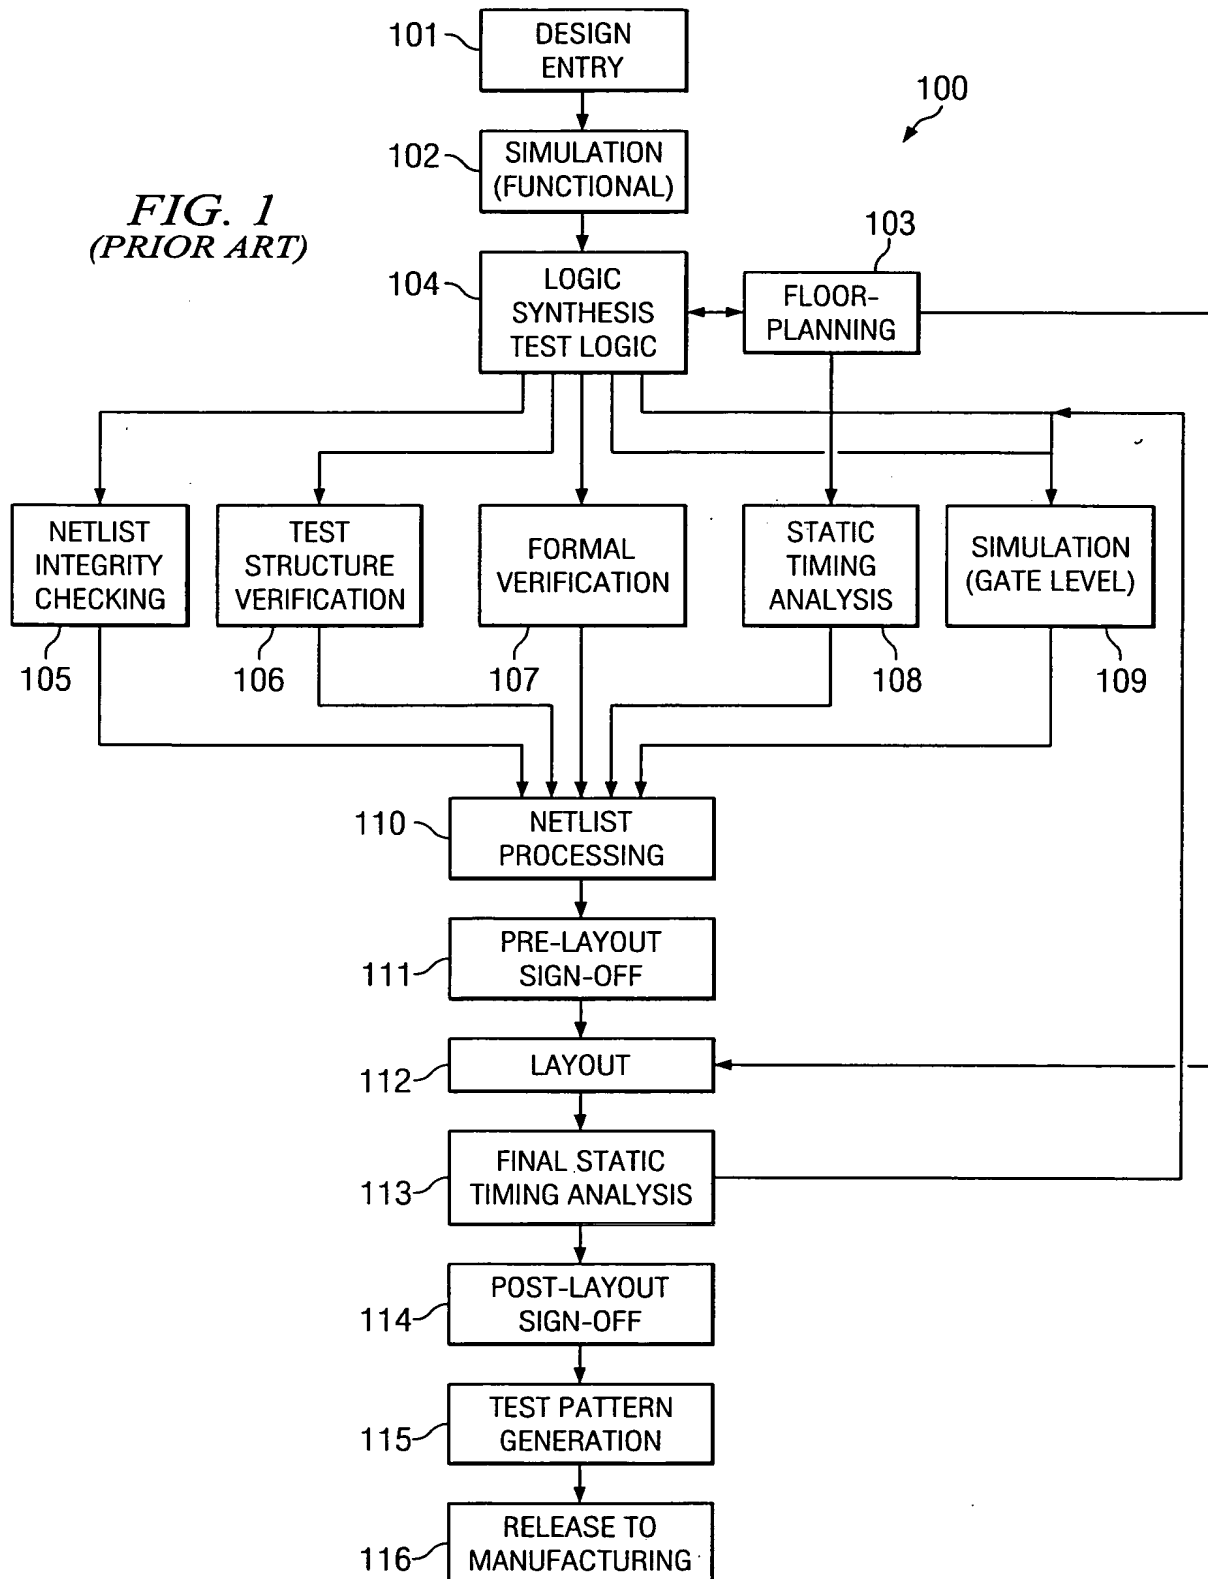 101
DESIGN
ENTRY
100
102
SIMULATION
(FUNCTIONAL)
FIG. 1
(PRIOR ART)
103
104
LOGIC
SYNTHESIS
TEST LOGIC
FLOOR-
PLANNING
NETLIST
INTEGRITY
CHECKING
TEST
STRUCTURE
VERIFICATION
FORMAL
VERIFICATION
STATIC
TIMING
ANALYSIS
SIMULATION
(GATE LEVEL)
105
106
107
108
109
110
NETLIST
PROCESSING
111
PRE-LAYOUT
SIGN-OFF
112
LAYOUT
113
FINAL STATIC
TIMING ANALYSIS
114
POST-LAYOUT
SIGN-OFF
115
TEST PATTERN
GENERATION
116
RELEASE TO
MANUFACTURING